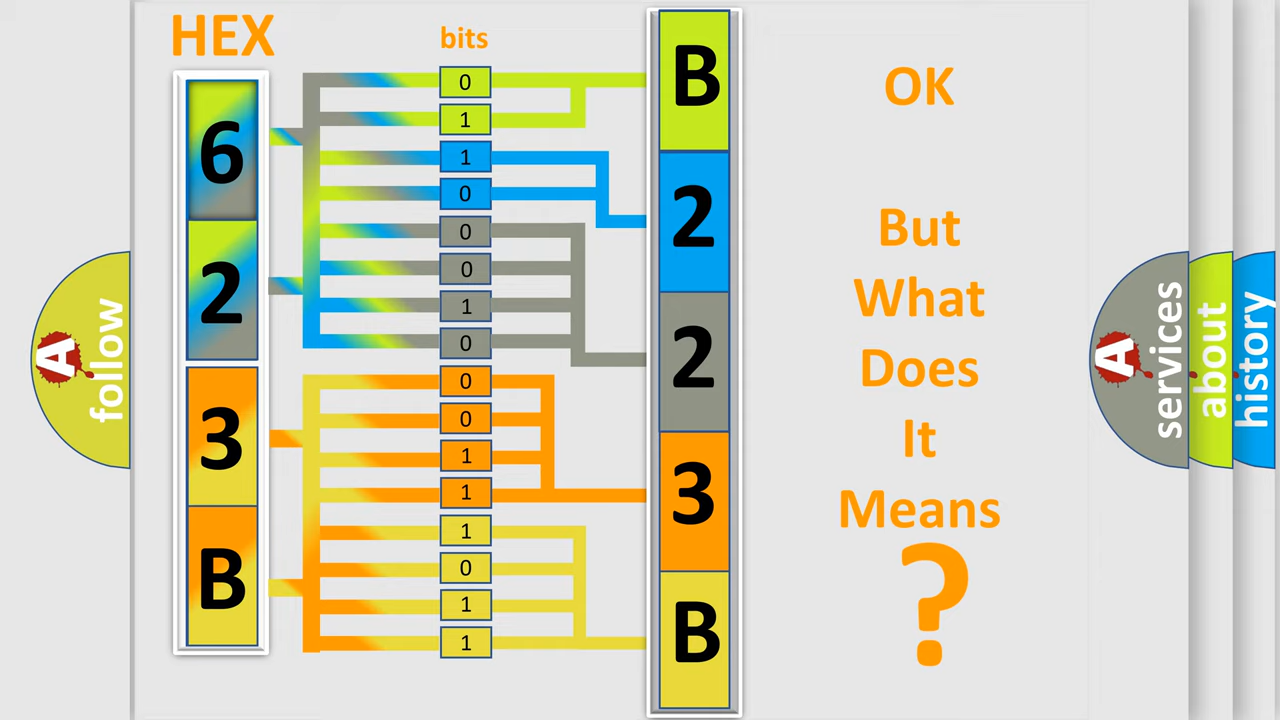 HEX
bits
6
2
3
B
0
1
1
0
0
0
1
0
0
0
1
1
1
0
1
1
B
2
2
3
B
OK
But
What
Does
It
Means
?
A
follow
A
services
about
history